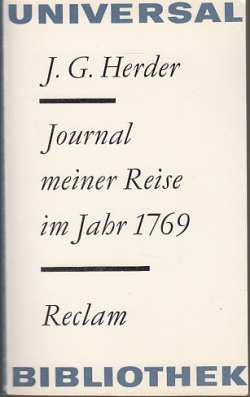 UNIVERSAL
J. G. Herder
Journal
meiner Reise
im Jahr 1769
Reclam
BIBLIOTHEK